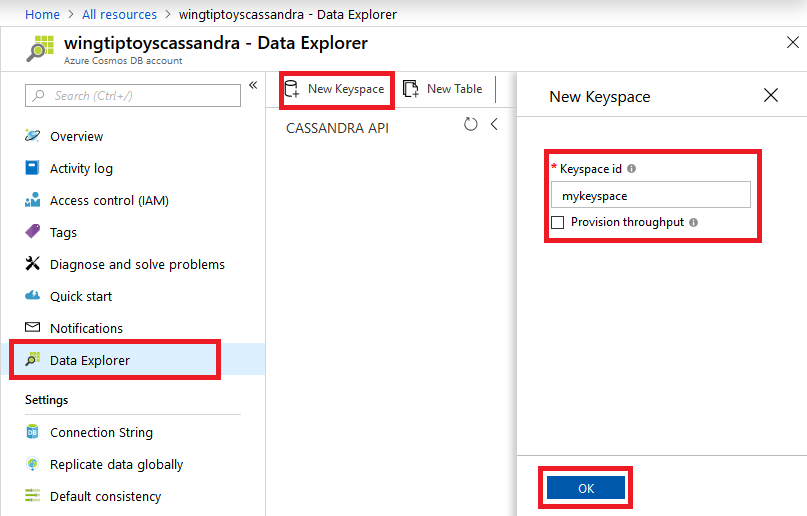 Home > All resources > wingtiptoyscassandra - Data Explorer
wingtiptoyscassandra - Data Explorer
Azure Cosmos DB account
Search (Ctrl+/)
Overview
Activity log
Access control (IAM)
Tags
Diagnose and solve problems
Quick start
Notifications
Data Explorer
Settings
Connection String
Replicate data globally
Default consistency
New Keyspace
New Table
CASSANDRA API
New Keyspace
* Keyspace id
mykeyspace
Provision throughput
OK